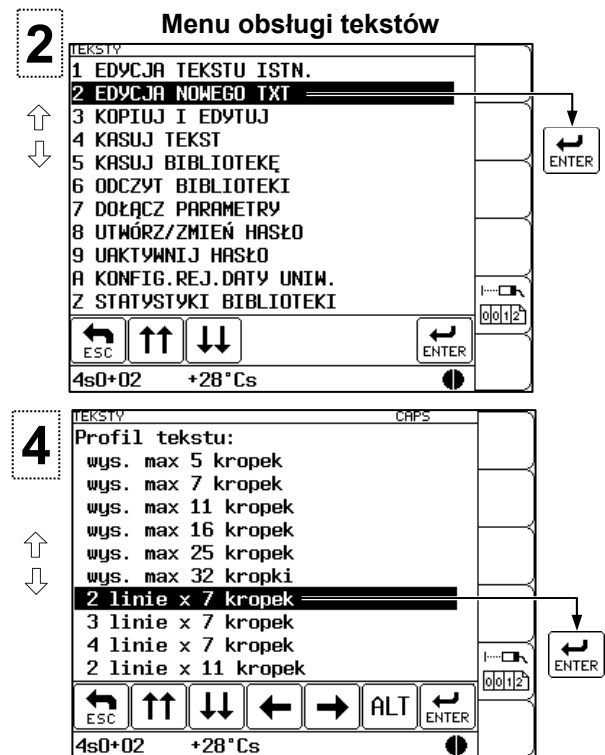 Menu obsługi tekstów
2
TEKSTY
1 EDYCJA TEKSTU ISTN.
2 EDYCJA NOWEGO TXT
3 KOPIUJ I EDYTUJ
4 KASUJ TEKST
5 KASUJ BIBLIOTEKĘ
6 ODCZYT BIBLIOTEKI
7 DOŁĄCZ PARAMETRY
8 UTWÓRZ/ZMIEŃ HASŁO
9 UAKTYWNIJ HASŁO
A KONFIG.REJ.DATY UNIW.
Z STATYSTYKI BIBLIOTEKI
ENTER
0012
ESC ENTER
4s0+02 +28°Cs
4
TEKSTY CAPS
Profil tekstu:
wys. max 5 kropek
wys. max 7 kropek
wys. max 11 kropek
wys. max 16 kropek
wys. max 25 kropek
wys. max 32 kropki
2 linie x 7 kropek
3 linie x 7 kropek
4 linie x 7 kropek
2 linie x 11 kropek
ENTER
0012
ESC ALT ENTER
4s0+02 +28°Cs